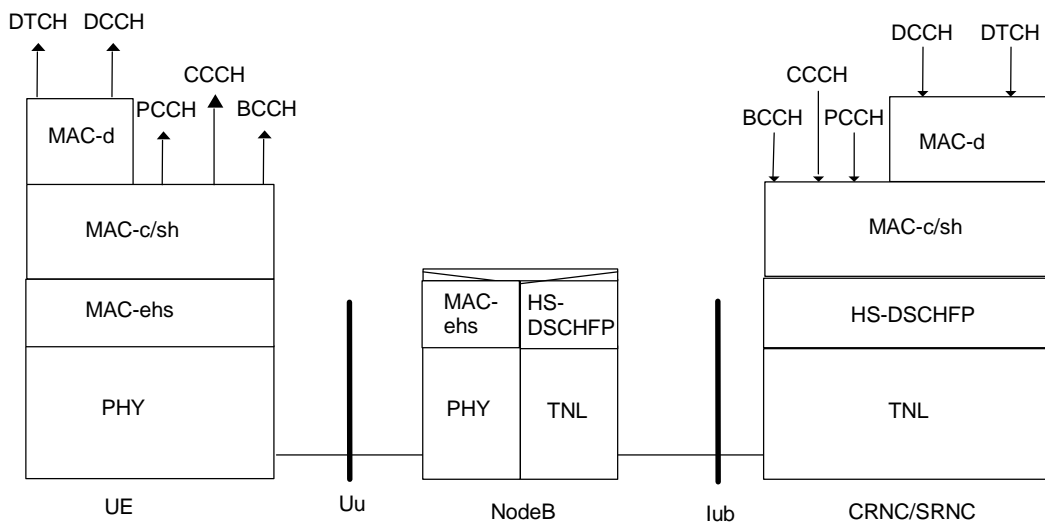 DTCH DCCH
CCCH
PCCH BCCH
MAC-d
MAC-c/sh
MAC-ehs
PHY
UE
Uu
MAC-
ehs
HS-
DSCHFP
PHY
TNL
NodeB
Iub
DCCH DTCH
CCCH
BCCH PCCH
MAC-d
MAC-c/sh
HS-DSCHFP
TNL
CRNC/SRNC